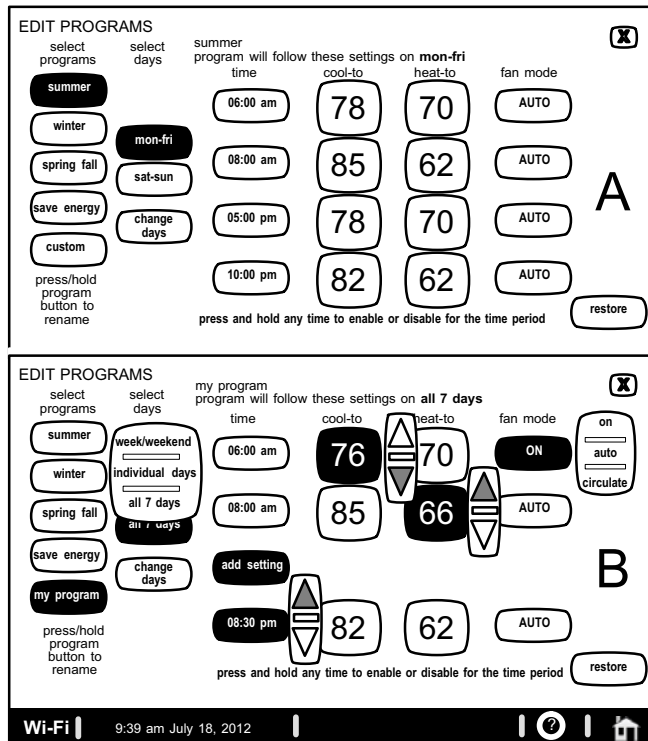 EDIT PROGRAMS
X
select
programs
select
days
summer
program will follow these settings on mon-fri
time cool-to heat-to fan mode
summer
winter
spring fall
save energy
custom
press/hold
program
button to
rename
mon-fri
sat-sun
change
days
06:00 am 78 70 AUTO
08:00 am 85 62 AUTO
05:00 pm 78 70 AUTO
10:00 pm 82 62 AUTO
A
press and hold any time to enable or disable for the time period
restore
EDIT PROGRAMS
X
select
programs
select
days
my program
program will follow these settings on all 7 days
time cool-to heat-to fan mode
summer
winter
spring fall
save energy
my program
press/hold
program
button to
rename
week/weekend
individual days
all 7 days
all 7 days
change
days
06:00 am 76 70 ON
on
auto
circulate
08:00 am 85 66 AUTO
add setting
B
08:30 pm 82 62 AUTO
press and hold any time to enable or disable for the time period
restore
Wi-Fi 9:39 am July 18, 2012 ?